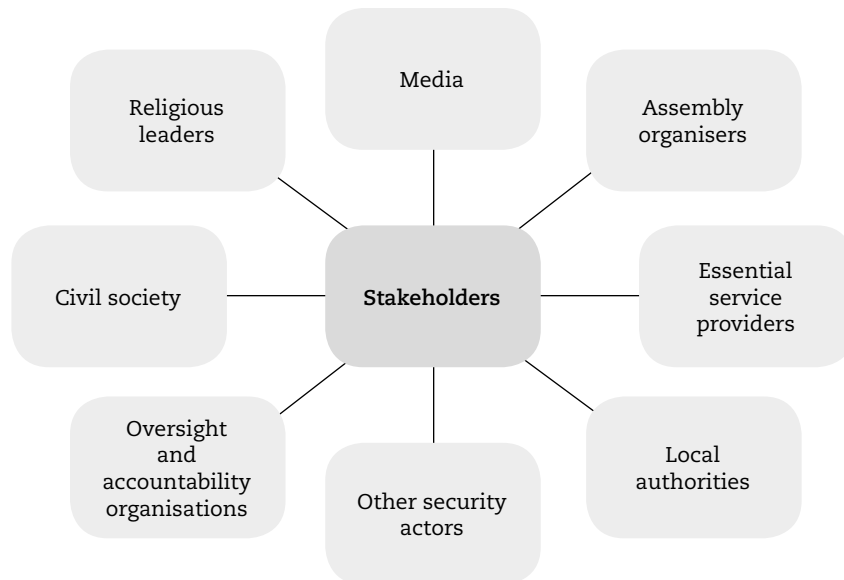 Media
Religious
leaders
Assembly
organisers
Civil society
Stakeholders
Essential
service
providers
Oversight
and
accountability
organisations
Other security
actors
Local
authorities